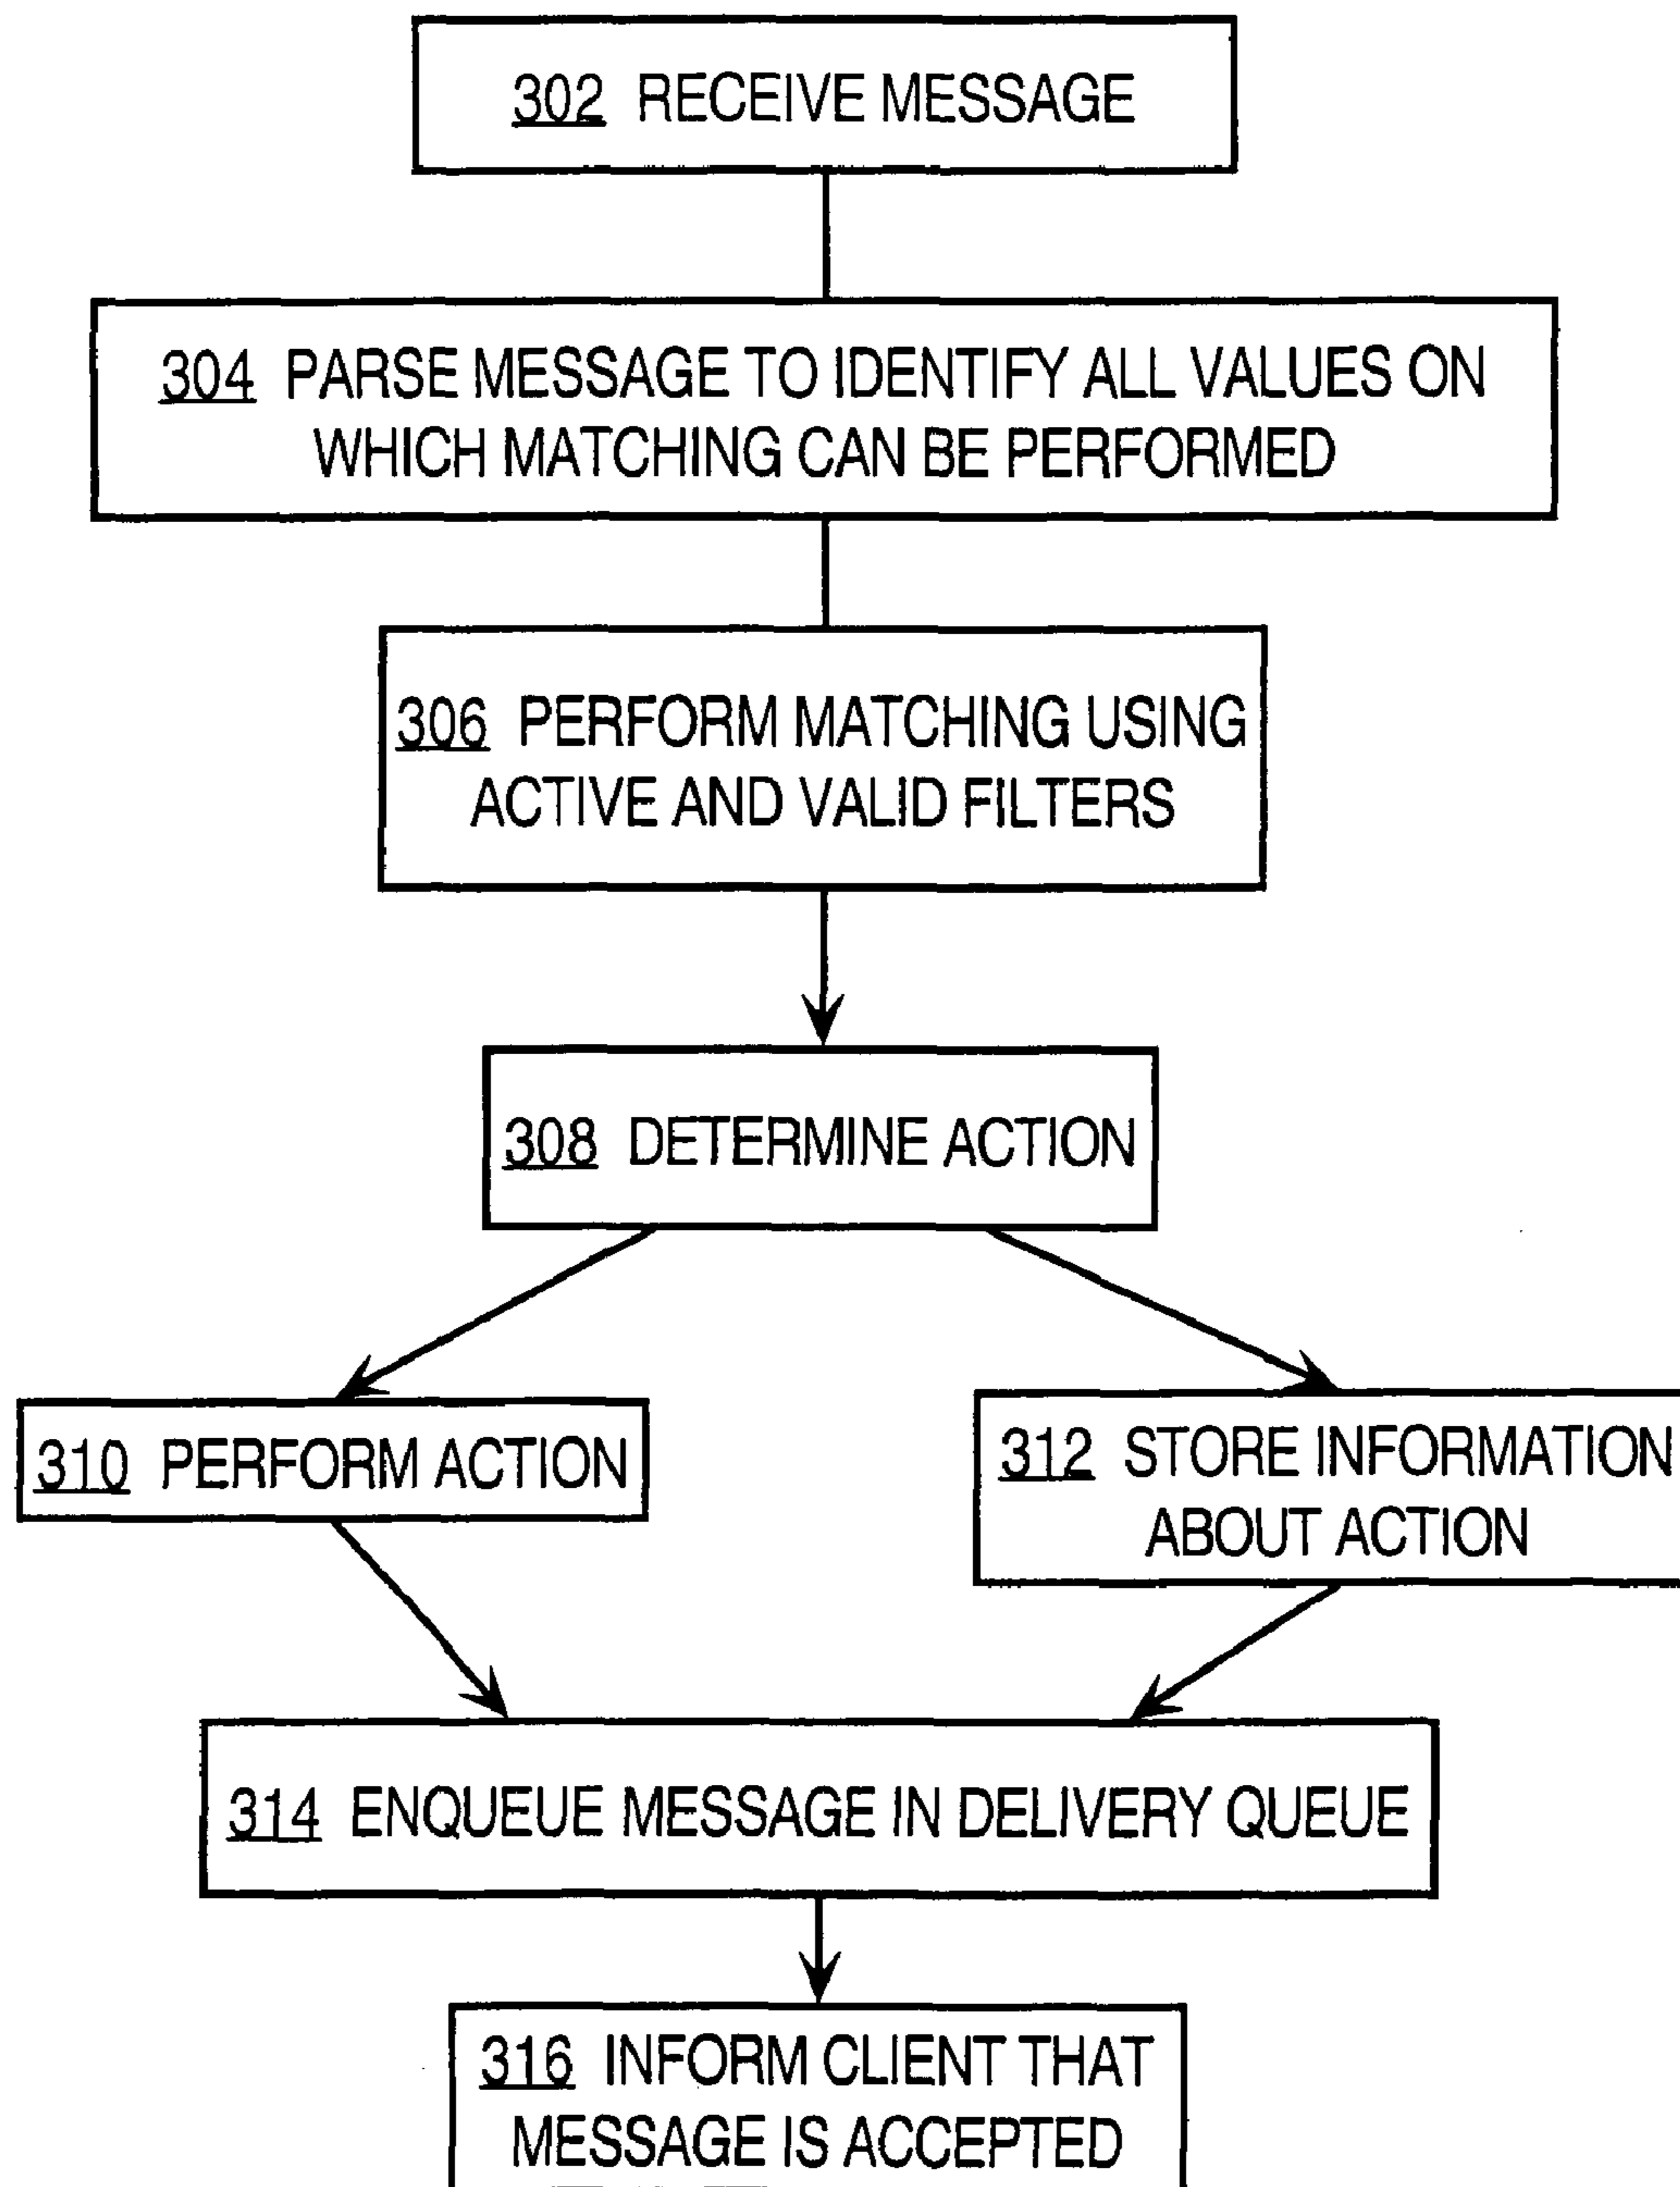 302 RECEIVE MESSAGE
304 PARSE MESSAGE TO IDENTIFY ALL VALUES ON
WHICH MATCHING CAN BE PERFORMED
306 PERFORM MATCHING USING
ACTIVE AND VALID FILTERS
308 DETERMINE ACTION
310 PERFORM ACTION
312 STORE INFORMATION
ABOUT ACTION
314 ENQUEUE MESSAGE IN DELIVERY QUEUE
316 INFORM CLIENT THAT
MESSAGE IS ACCEPTED